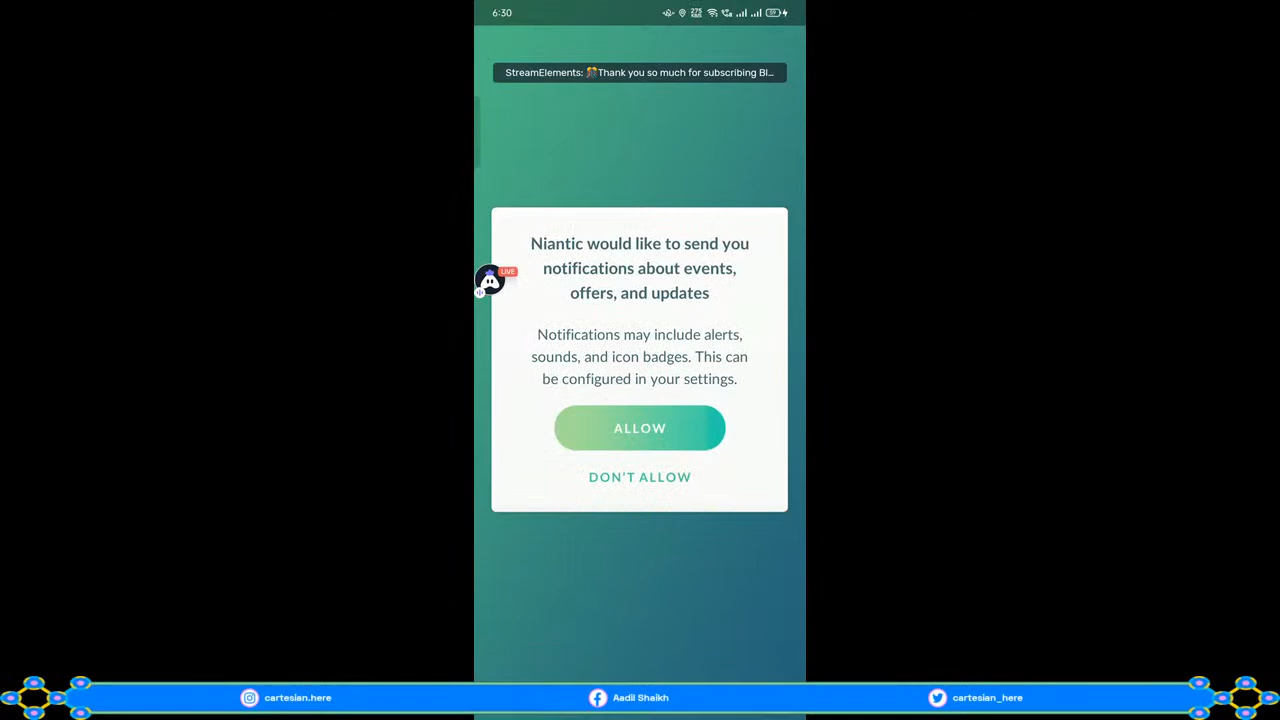 6:30
275
59
StreamElements: 🎊Thank you so much for subscribing Bl...
LIVE
Niantic would like to send you
notifications about events,
offers, and updates
Notifications may include alerts,
sounds, and icon badges. This can
be configured in your settings.
ALLOW
DON'T ALLOW
cartesian.here
Aadil Shaikh
cartesian_here